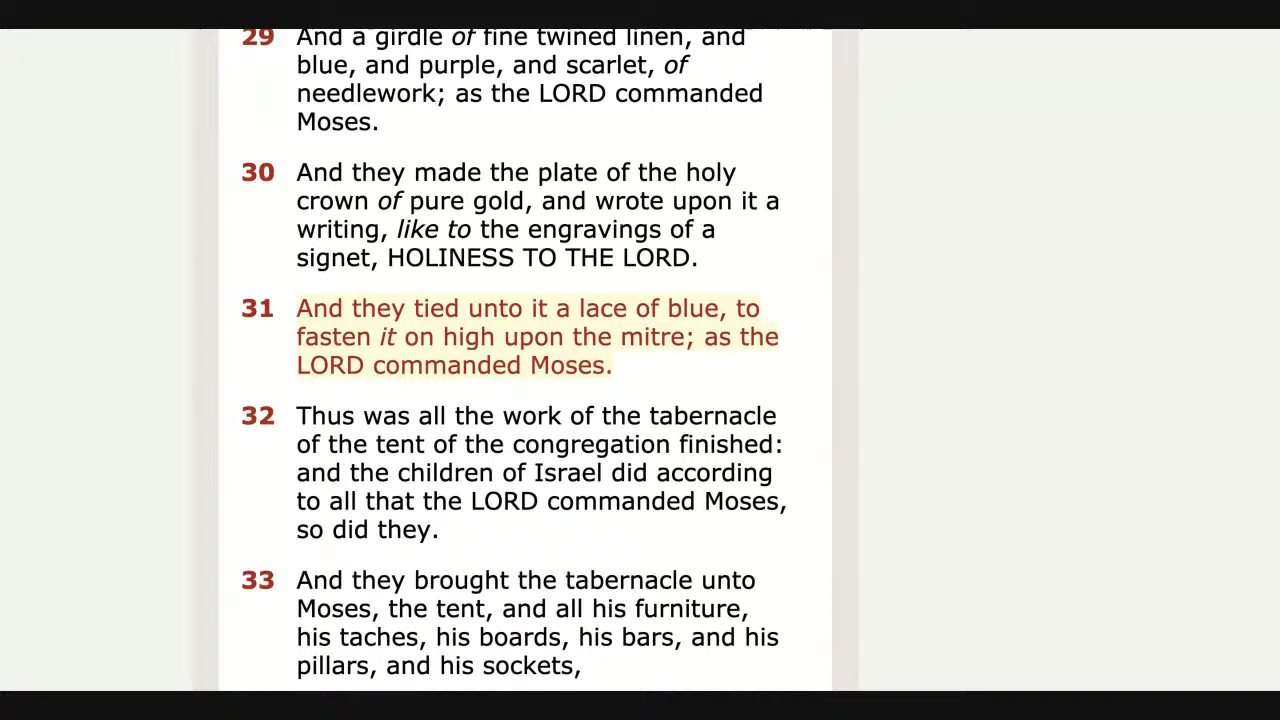 29 And a girdle of fine twined linen, and
blue, and purple, and scarlet, of
needlework; as the LORD commanded
Moses.
30 And they made the plate of the holy
crown of pure gold, and wrote upon it a
writing, like to the engravings of a
signet, HOLINESS TO THE LORD.
31 And they tied unto it a lace of blue, to
fasten it on high upon the mitre; as the
LORD commanded Moses.
32 Thus was all the work of the tabernacle
of the tent of the congregation finished:
and the children of Israel did according
to all that the LORD commanded Moses,
so did they.
33 And they brought the tabernacle unto
Moses, the tent, and all his furniture,
his taches, his boards, his bars, and his
pillars, and his sockets,